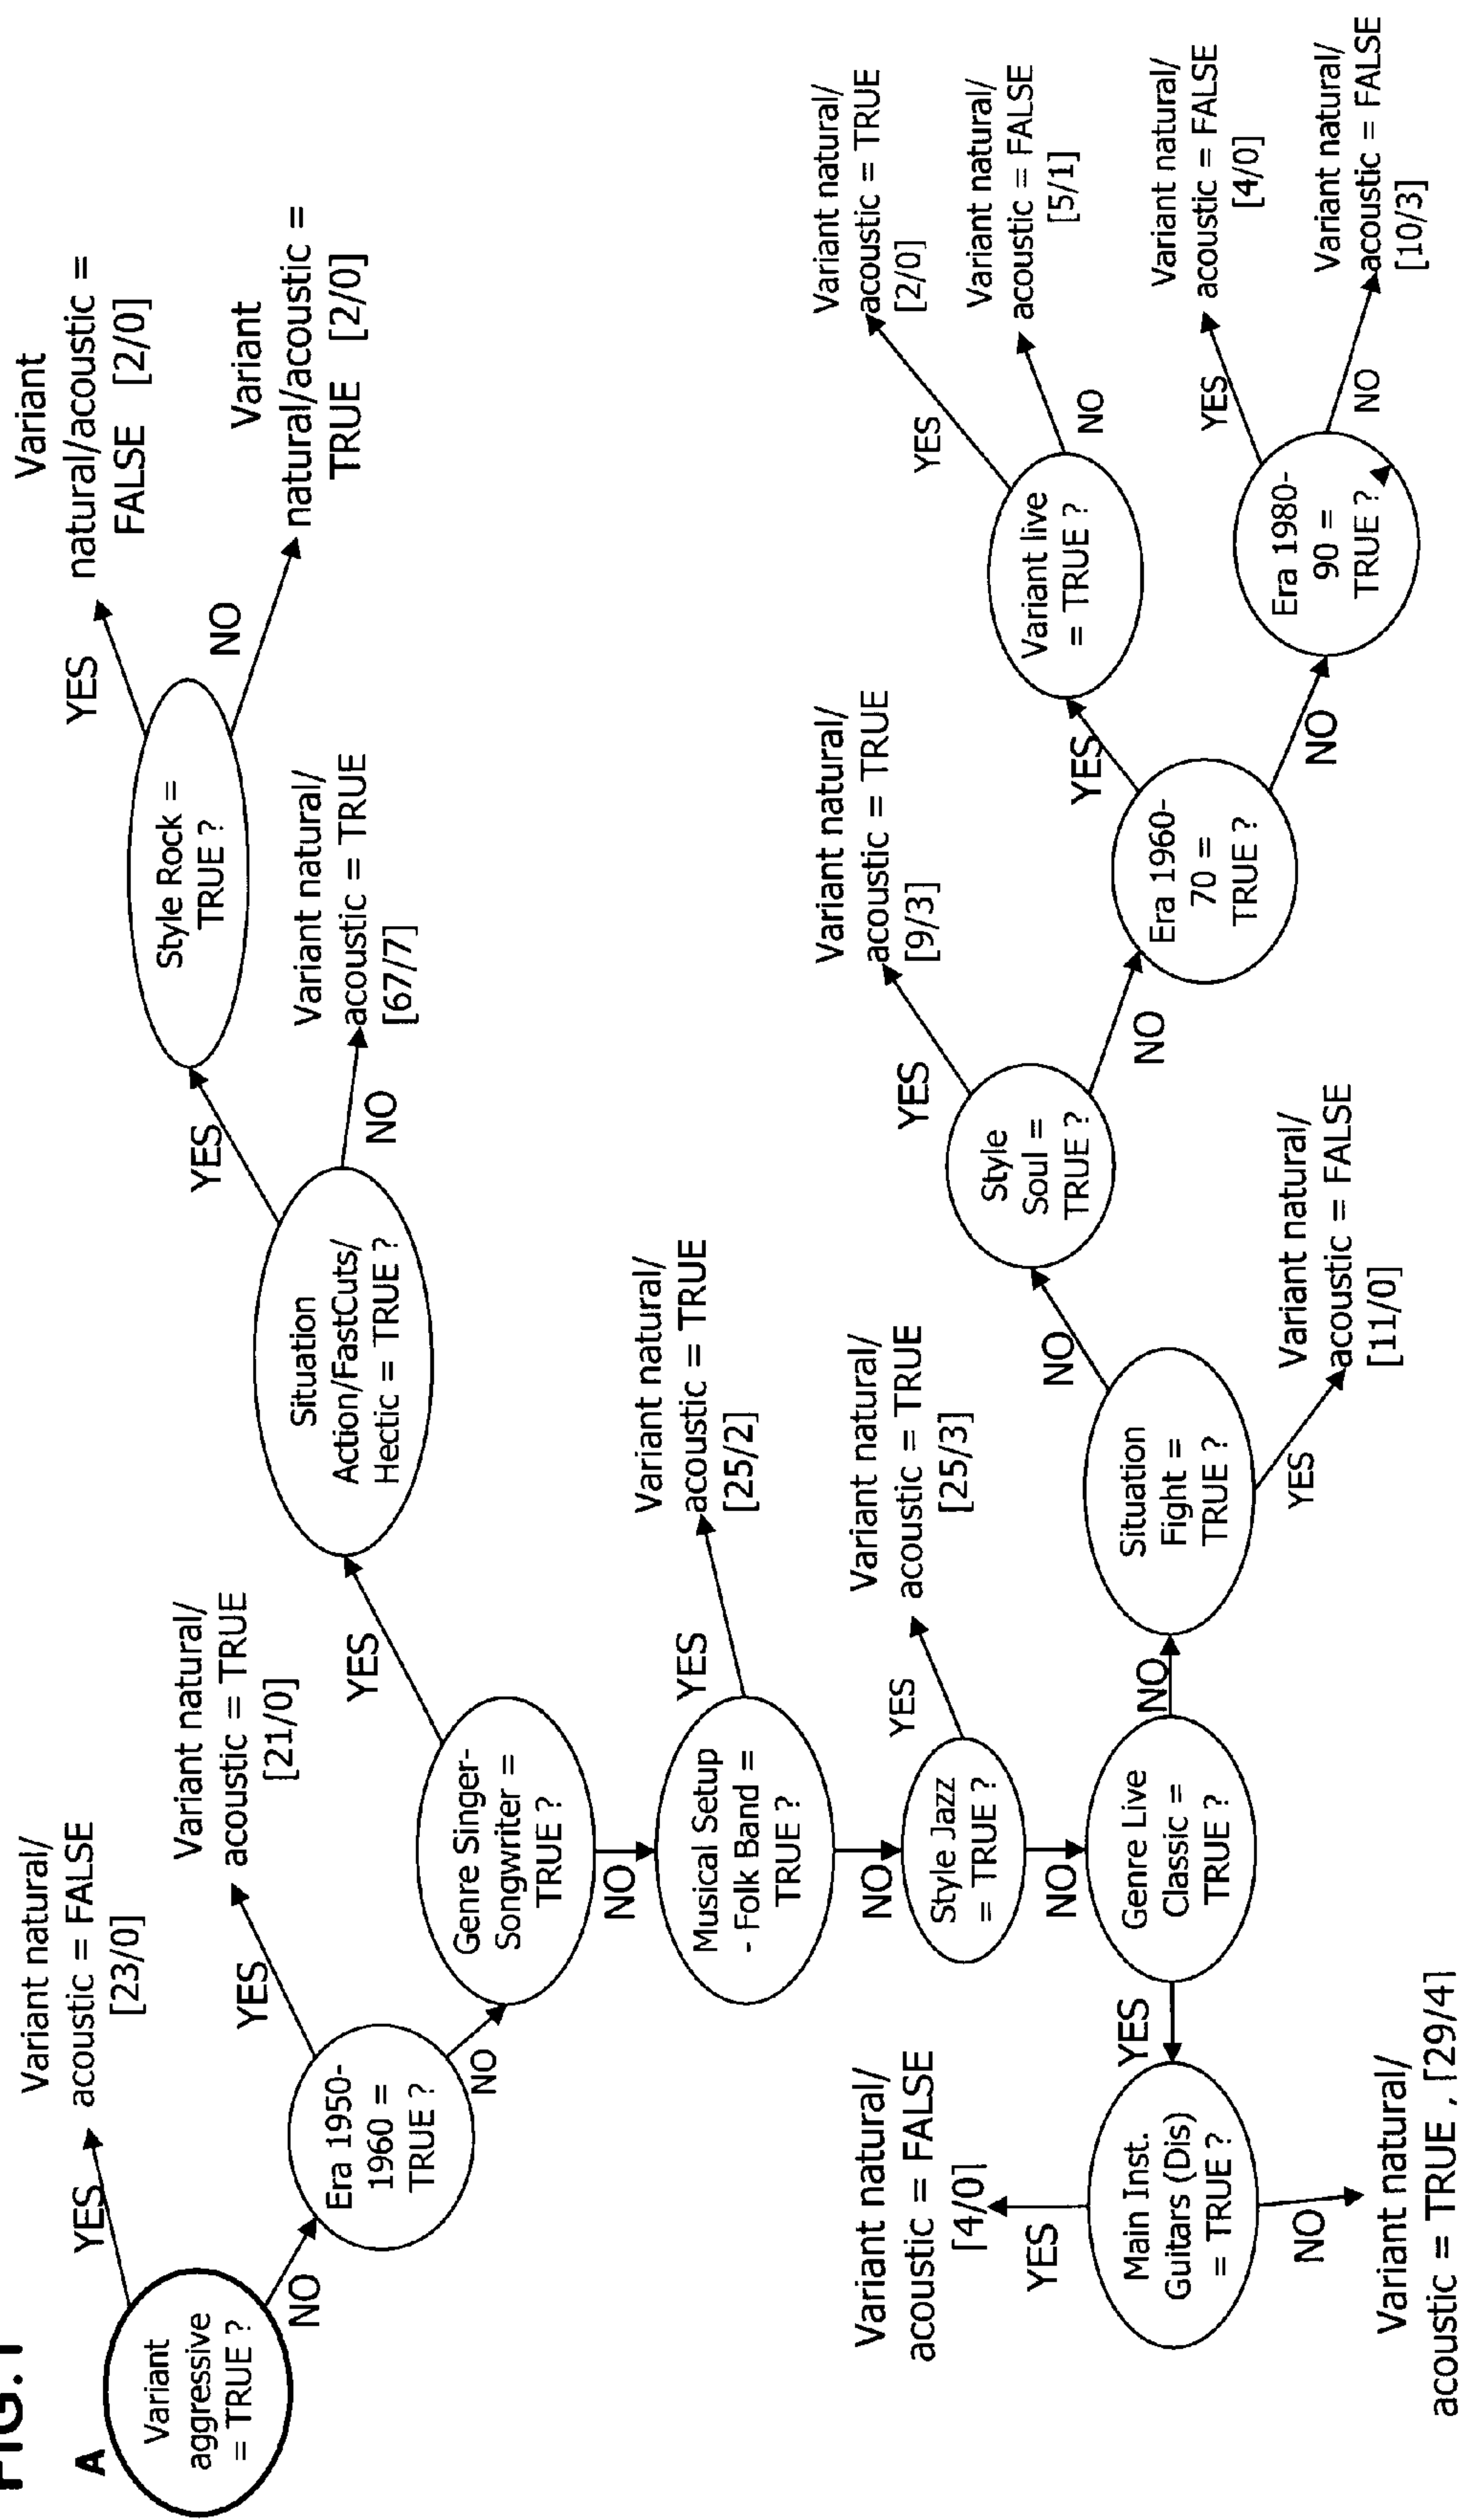 FIG. 1
A
Variant
aggressive
= TRUE ?
YES
Variant natural/
acoustic = FALSE
[23/0]
NO
Era 1950-
1960 =
TRUE ?
YES
Variant natural/
acoustic = TRUE
[21/0]
NO
Genre Singer-
Songwriter =
TRUE ?
YES
Situation
Action/FastCuts/
Hectic = TRUE ?
YES
Style Rock =
TRUE ?
YES
Variant
natural/acoustic =
FALSE [2/0]
NO
Variant
natural/acoustic =
TRUE [2/0]
NO
Variant natural/
acoustic = TRUE
[67/7]
NO
Musical Setup
- Folk Band =
TRUE ?
YES
Variant natural/
acoustic = TRUE
[25/2]
NO
Style Jazz
= TRUE ?
YES
Variant natural/
acoustic = TRUE
[25/3]
NO
Genre Live
Classic =
TRUE ?
YES
Main Inst.
Guitars (Dis)
= TRUE ?
YES
Variant natural/
acoustic = FALSE
[4/0]
NO
Variant natural/
acoustic = TRUE , [29/4]
NO
Situation
Fight =
TRUE ?
YES
Variant natural/
acoustic = FALSE
[11/0]
NO
Style
Soul =
TRUE ?
YES
Variant natural/
acoustic = TRUE
[9/3]
NO
Era 1960-
70 =
TRUE ?
YES
Variant live
= TRUE ?
YES
Variant natural/
acoustic = TRUE
[2/0]
NO
Variant natural/
acoustic = FALSE
[5/1]
NO
Era 1980-
90 =
TRUE ?
YES
Variant natural/
acoustic = FALSE
[4/0]
NO
Variant natural/
acoustic = FALSE
[10/3]